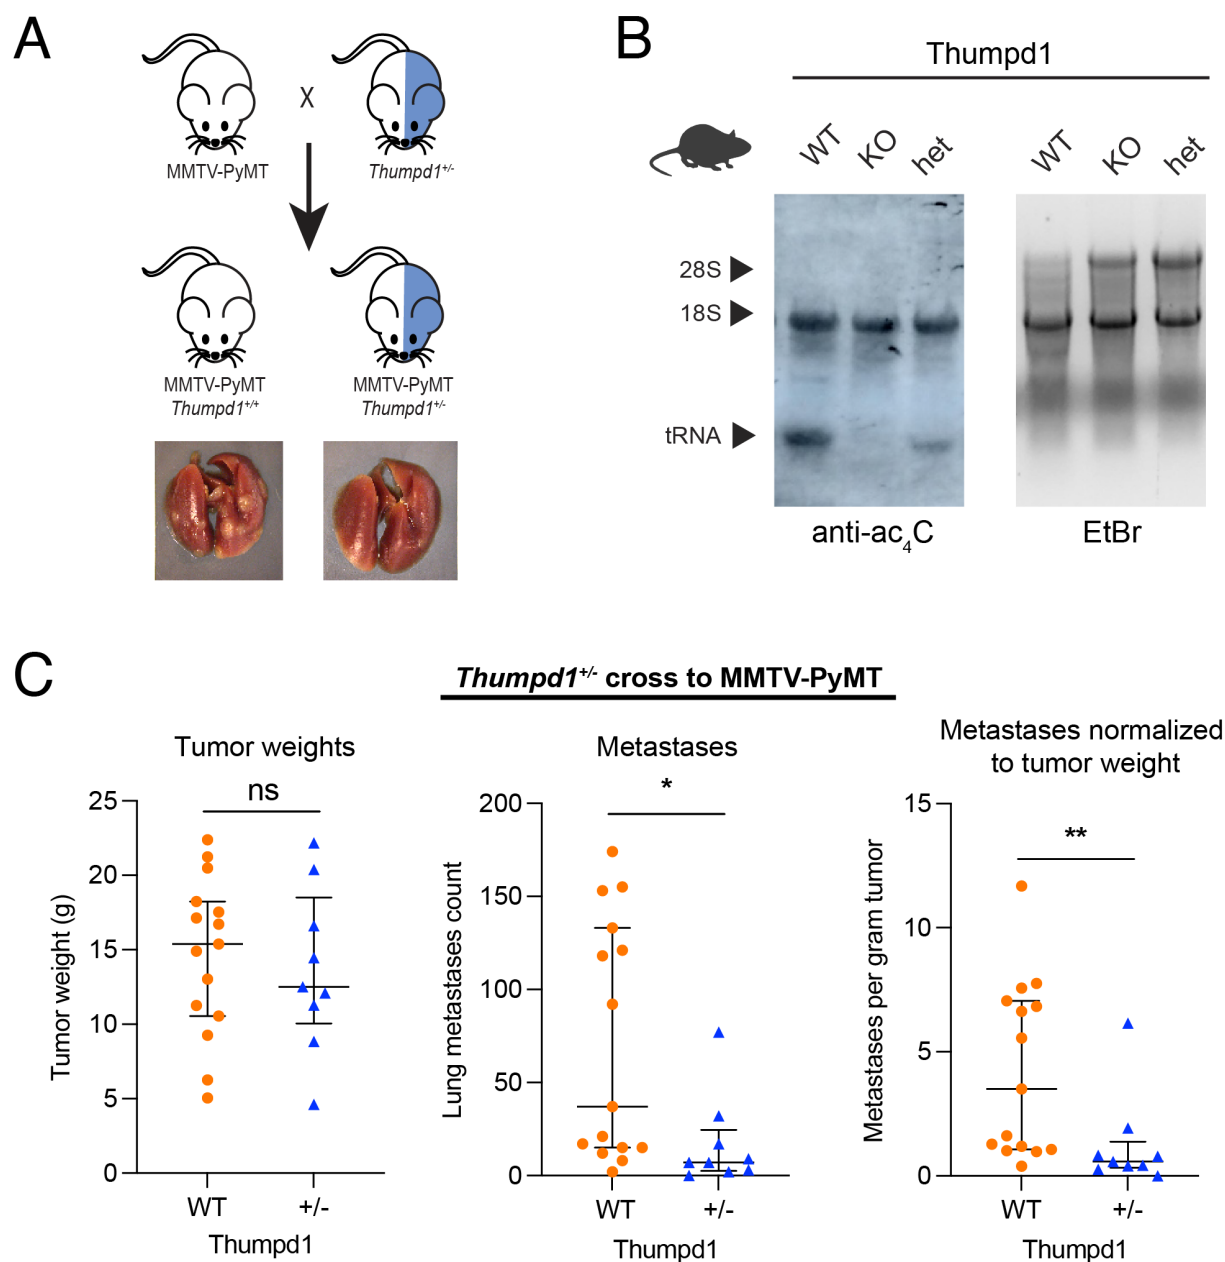 A
X
MMTV-PyMT
Thumpd1+/-
MMTV-PyMT
Thumpd1+/+
MMTV-PyMT
Thumpd1+/-
B
Thumpd1
WT KO het
WT KO het
28S
18S
tRNA
anti-ac4C
EtBr
C
Thumpd1+/- cross to MMTV-PyMT
Tumor weights
ns
Tumor weight (g)
25
20
15
10
5
0
WT +/-
Thumpd1
Metastases
*
Lung metastases count
200
150
100
50
0
WT +/-
Thumpd1
Metastases normalized
to tumor weight
**
Metastases per gram tumor
15
10
5
0
WT +/-
Thumpd1